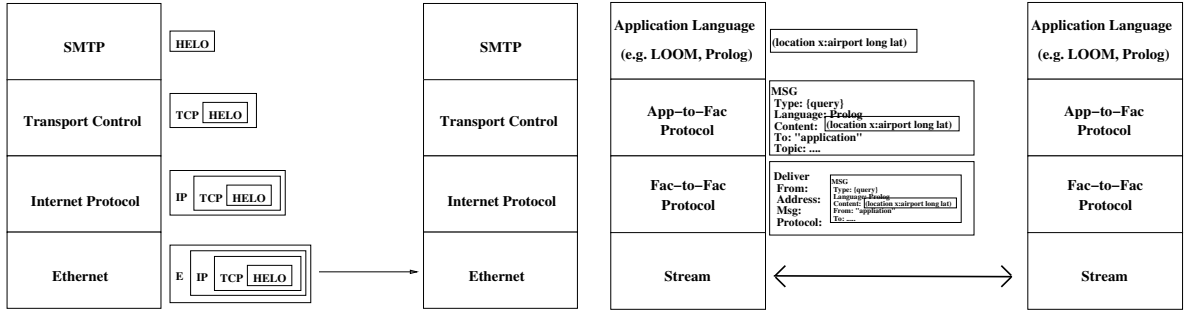 SMTP
HELO
SMTP
Transport Control
TCP HELO
Transport Control
Internet Protocol
IP TCP HELO
Internet Protocol
Ethernet
E IP TCP HELO
Ethernet
Application Language
(e.g. LOOM, Prolog)
(location x:airport long lat)
Application Language
(e.g. LOOM, Prolog)
App−to−Fac
Protocol
MSG
Type: {query}
Language: Prolog
Content: (location x:airport long lat)
To: "application"
Topic: ....
App−to−Fac
Protocol
Fac−to−Fac
Protocol
Deliver
From:
Address:
Msg:
Protocol:
MSG
Type: {query}
Language: Prolog
Content: (location x:airport long lat)
From: "appliation"
To: .....
Fac−to−Fac
Protocol
Stream
Stream